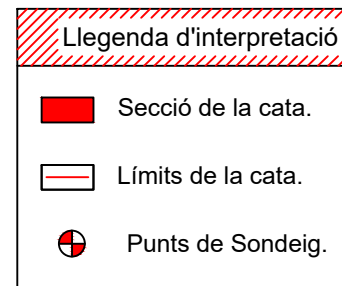 Llegenda d'interpretació
Secció de la cata.
Límits de la cata.
Punts de Sondeig.